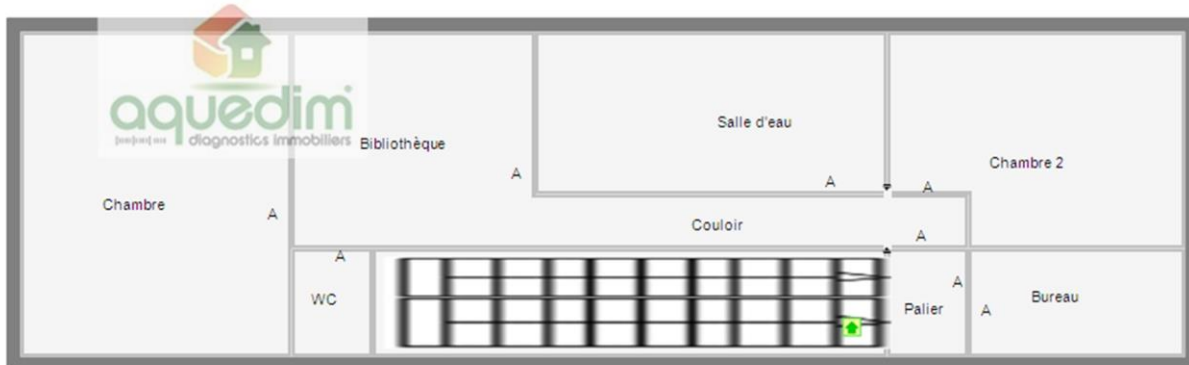 aquedim
diagnostics immobiliers
Bibliothèque
Salle d'eau
Chambre 2
A
A
A
Chambre
A
Couloir
A
A
WC
A
Palier
A
Bureau